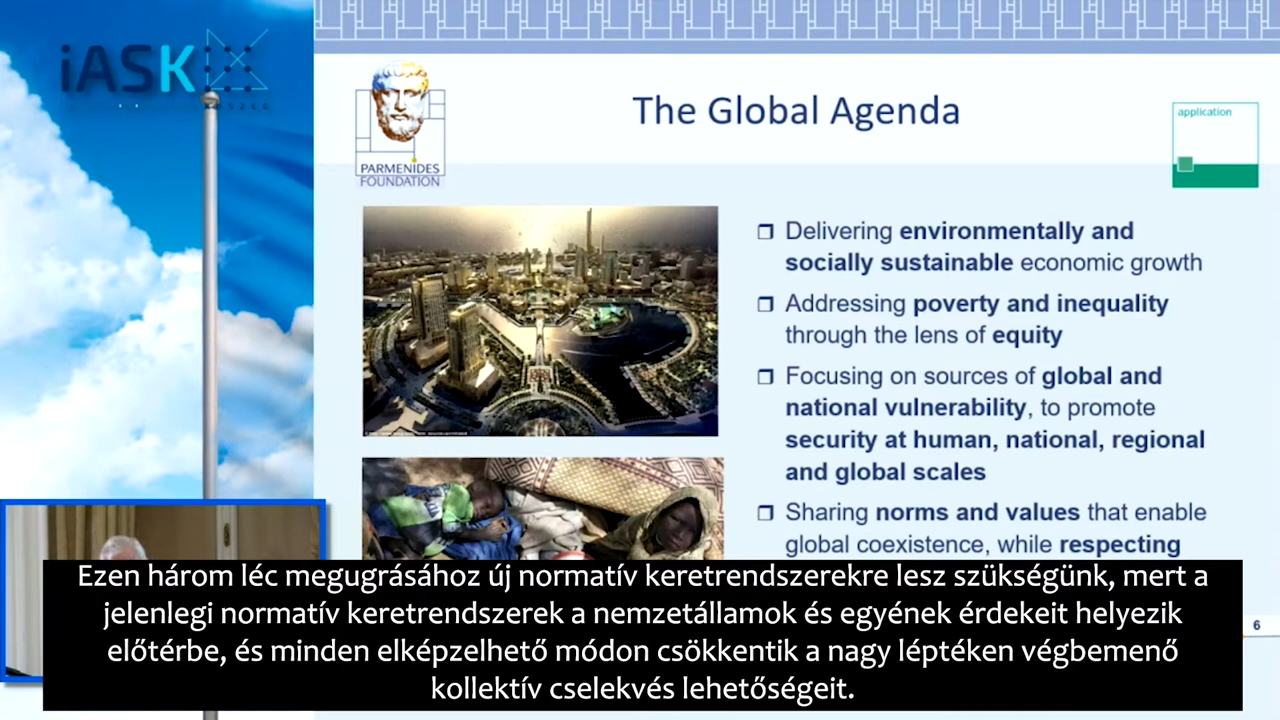 iASK
KOSZEG
PARMENIDES
FOUNDATION
The Global Agenda
application
❐ Delivering environmentally and
socially sustainable economic growth
❐ Addressing poverty and inequality
through the lens of equity
❐ Focusing on sources of global and
national vulnerability, to promote
security at human, national, regional
and global scales
❐ Sharing norms and values that enable
global coexistence, while respecting
6
Ezen három léc megugrásához új normatív keretrendszerekre lesz szükségünk, mert a
jelenlegi normatív keretrendszerek a nemzetállamok és egyének érdekeit helyezik
előtérbe, és minden elképzelhető módon csökkentik a nagy léptéken végbemenő
kollektív cselekvés lehetőségeit.